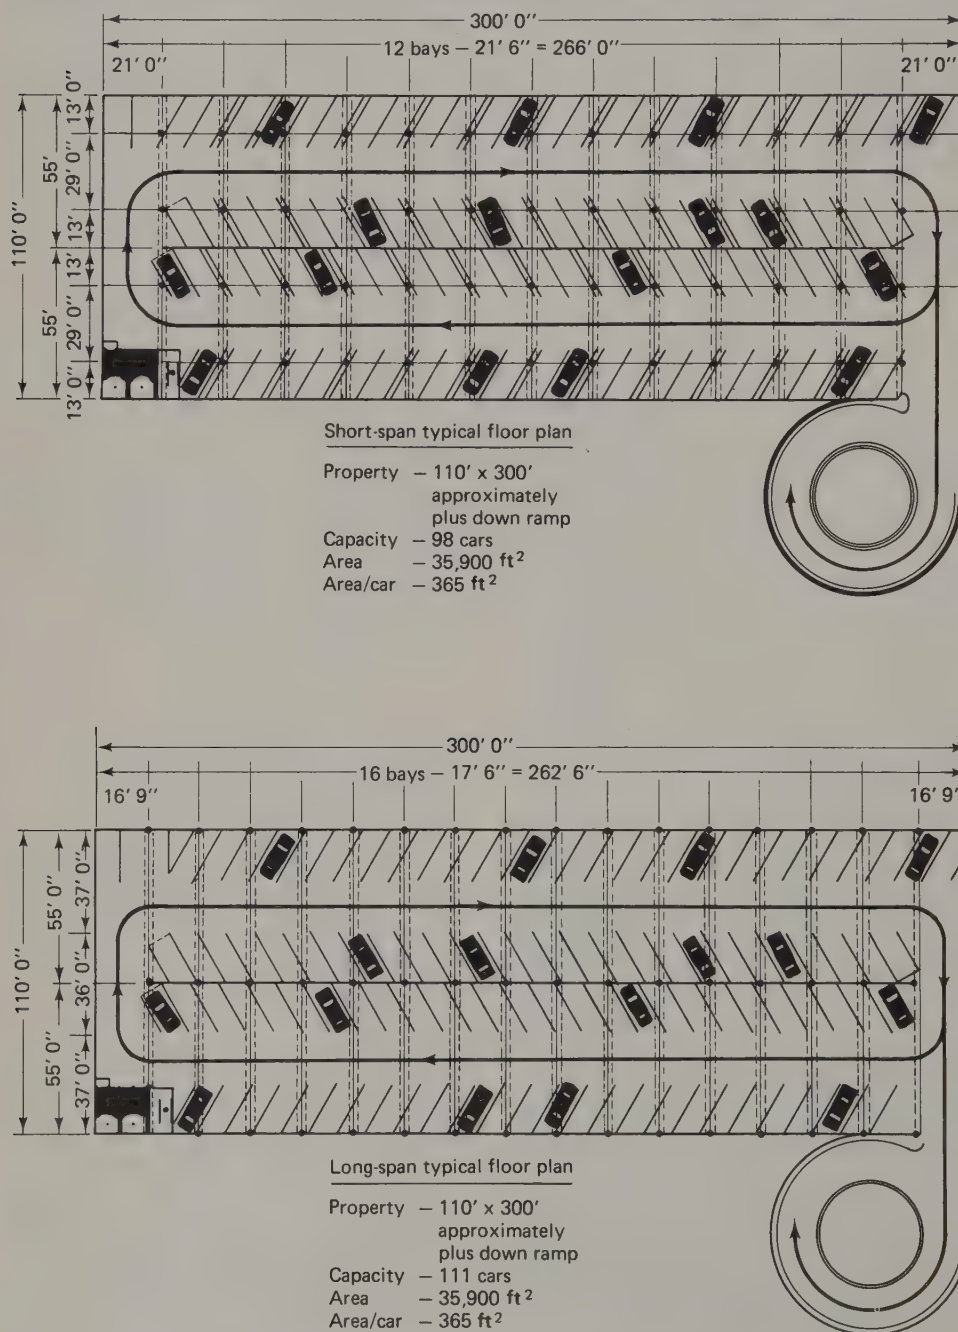 300' 0"
12 bays – 21' 6" = 266' 0"
21' 0"
21' 0"
13' 0"
29' 0"
13'
13'
29' 0"
13' 0"
55'
55'
110' 0"
Short-span typical floor plan
Property – 110' x 300'
approximately
plus down ramp
Capacity – 98 cars
Area – 35,900 ft²
Area/car – 365 ft²
300' 0"
16 bays – 17' 6" = 262' 6"
16' 9"
16' 9"
37' 0"
36' 0"
37' 0"
55' 0"
55' 0"
110' 0"
Long-span typical floor plan
Property – 110' x 300'
approximately
plus down ramp
Capacity – 111 cars
Area – 35,900 ft²
Area/car – 365 ft²